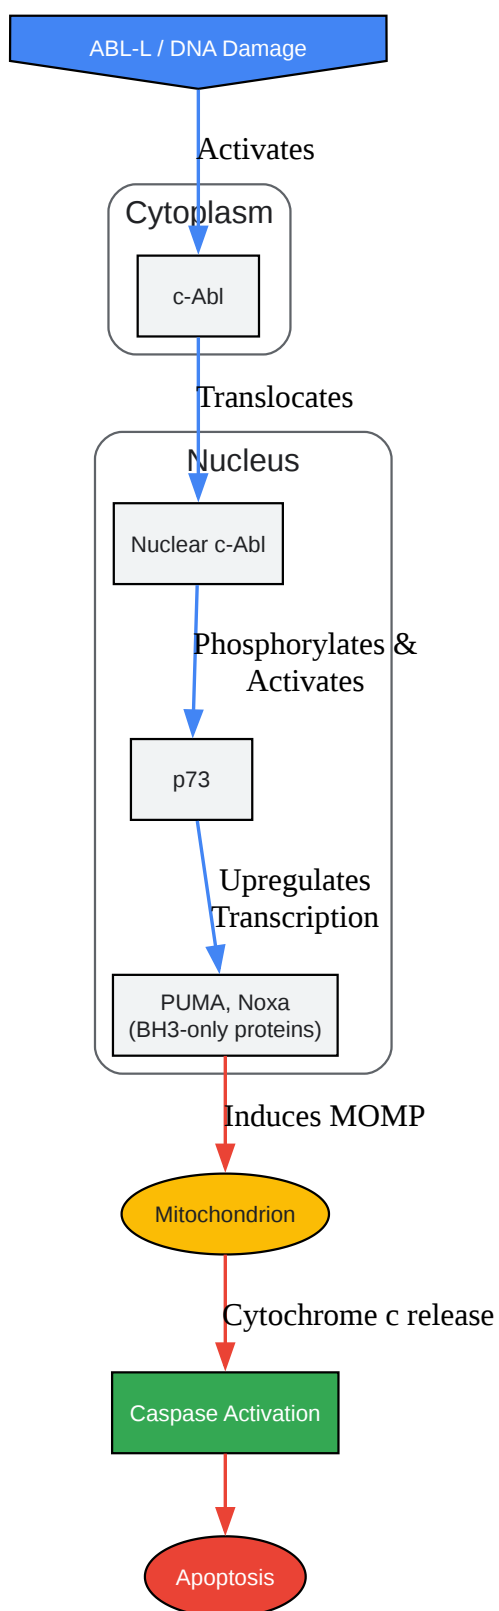 ABL-L / DNA Damage
Activates
Cytoplasm
c-Abl
Translocates
Nucleus
Nuclear c-Abl
Phosphorylates &
Activates
p73
Upregulates
Transcription
PUMA, Noxa
(BH3-only proteins)
Induces MOMP
Mitochondrion
Cytochrome c release
Caspase Activation
Apoptosis